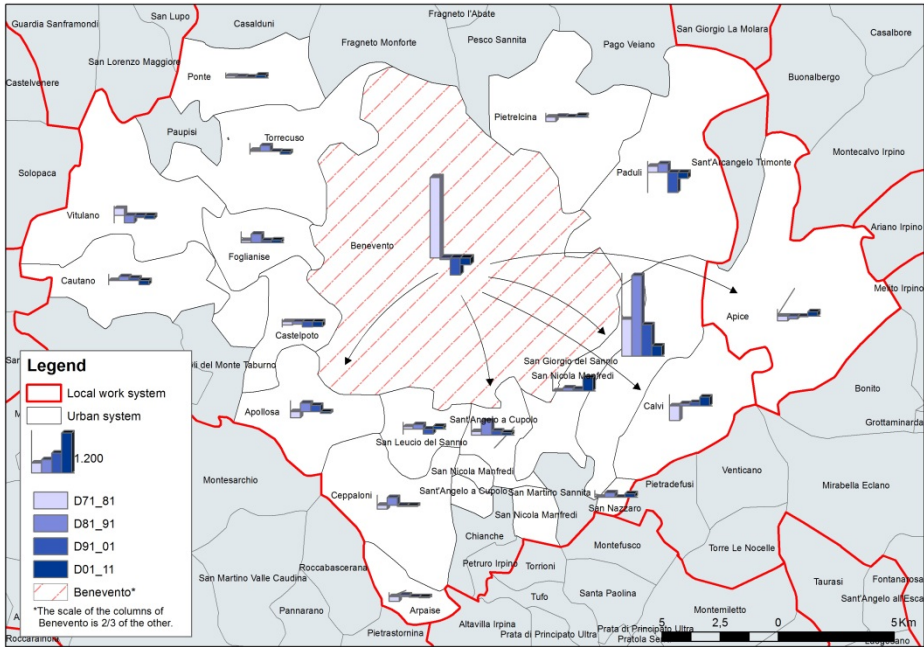 Guardia Sanframondi
San Lupo
Casalduni
Fragneto l'Abate
San Giorgio La Molara
Fragneto Monforte
Pesco Sannita
Pago Veiano
Casalbore
San Lorenzo Maggiore
Ponte
Buonalbergo
Castelvenere
Pietrelcina
Paupisi
Torrecuso
Solopaca
Paduli
Sant'Arcangelo Trimonte
Montecalvo Irpino
Vitulano
Foglianise
Benevento
Ariano Irpino
Cautano
Melito Irpino
Apice
Castelpoto
San Giorgio del Sannio
San Nicola Manfredi
oli del Monte Taburno
Bonito
Apollosa
Calvi
Grottaminarda
Sant'Angelo a Cupolo
San Leucio del Sannio
San Nicola Manfredi
Venticano
Montesarchio
Mirabella Eclano
Ceppaloni
Sant'Angelo a Cupolo
San Martino Sannita
Pietradefusi
San Nicola Manfredi
San Nazzaro
Chianche
Montefusco
Torre Le Nocelle
Roccabascerana
Petruro Irpino
Torrioni
San Martino Valle Caudina
Tufo
Santa Paolina
Taurasi
Fontanarosa
Pannarano
Arpaise
Montemiletto
Sant'Angelo all'Esca
Pietrastornina
Altavilla Irpina
Prata di Principato Ultra
Prata di Principato Ultra
Legend
Local work system
Urban system
1.200
D71_81
D81_91
D91_01
D01_11
Benevento*
*The scale of the columns of
Benevento is 2/3 of the other.
5 2,5 0 5 Km